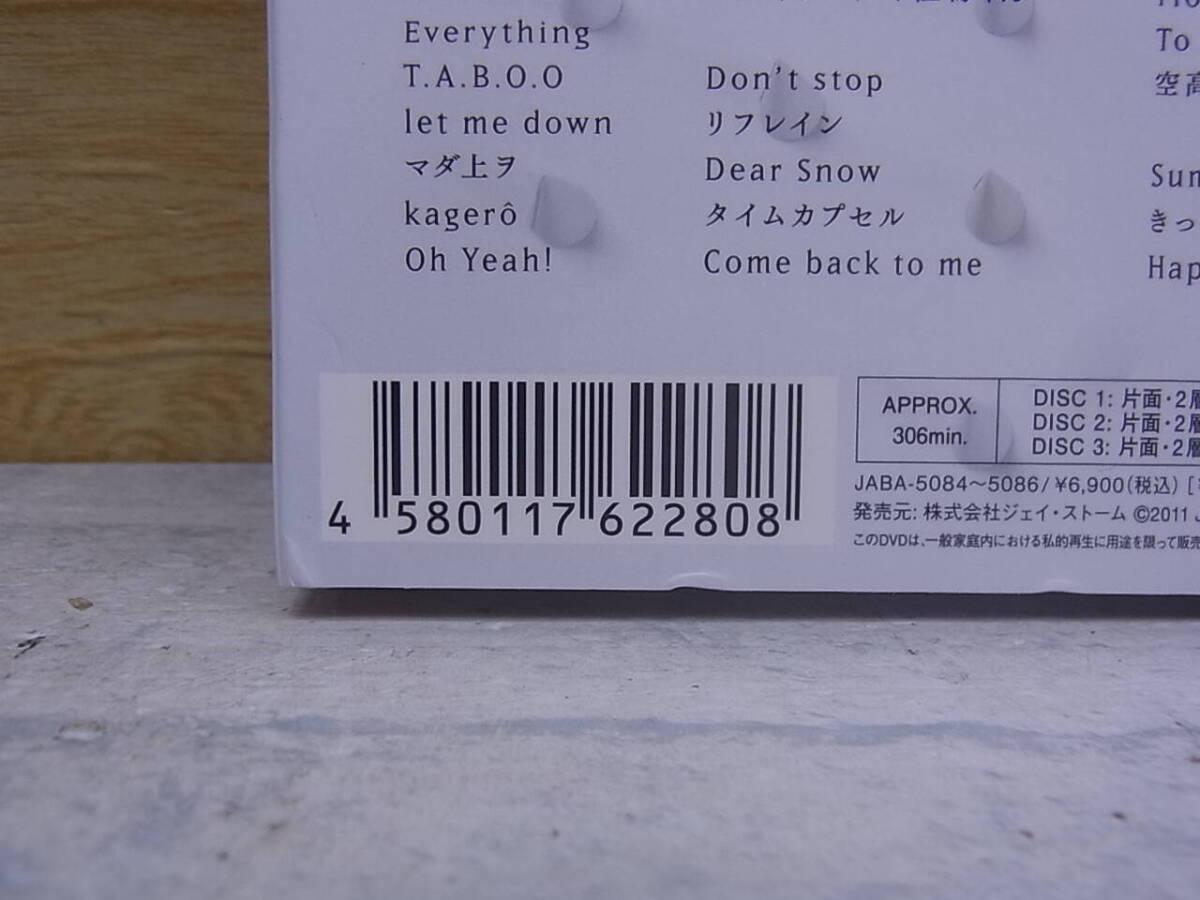 Everything
T.A.B.O.O
let me down
マダ上ヲ
kagerô
Oh Yeah!
Don't stop
リフレイン
Dear Snow
タイムカプセル
Come back to me
To
空高
Sun
きっ
Hap
4 580117 622808
APPROX.
306min.
DISC 1: 片面・2層
DISC 2: 片面・2層
DISC 3: 片面・2層
JABA-5084〜5086/¥6,900(税込) [
発売元: 株式会社ジェイ・ストーム ©2011 J
このDVDは、一般家庭内における私的再生に用途を限って販売